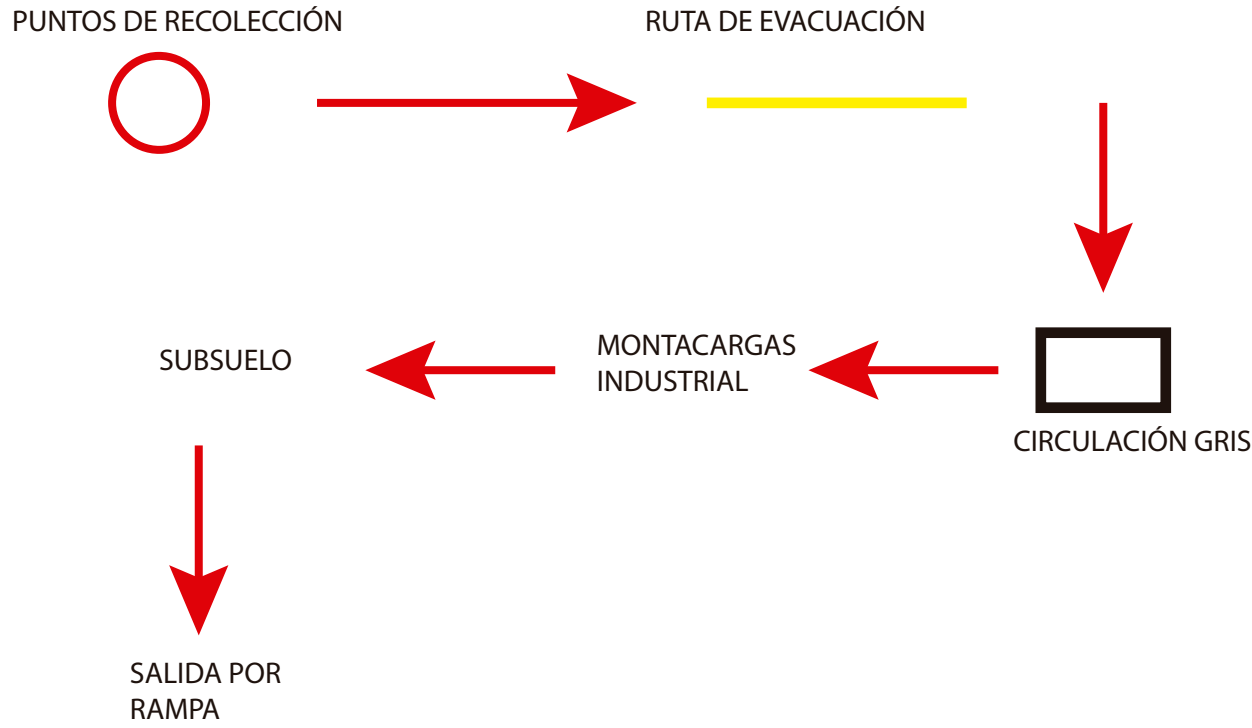 PUNTOS DE RECOLECCIÓN
RUTA DE EVACUACIÓN
CIRCULACIÓN GRIS
MONTACARGAS
INDUSTRIAL
SUBSUELO
SALIDA POR
RAMPA